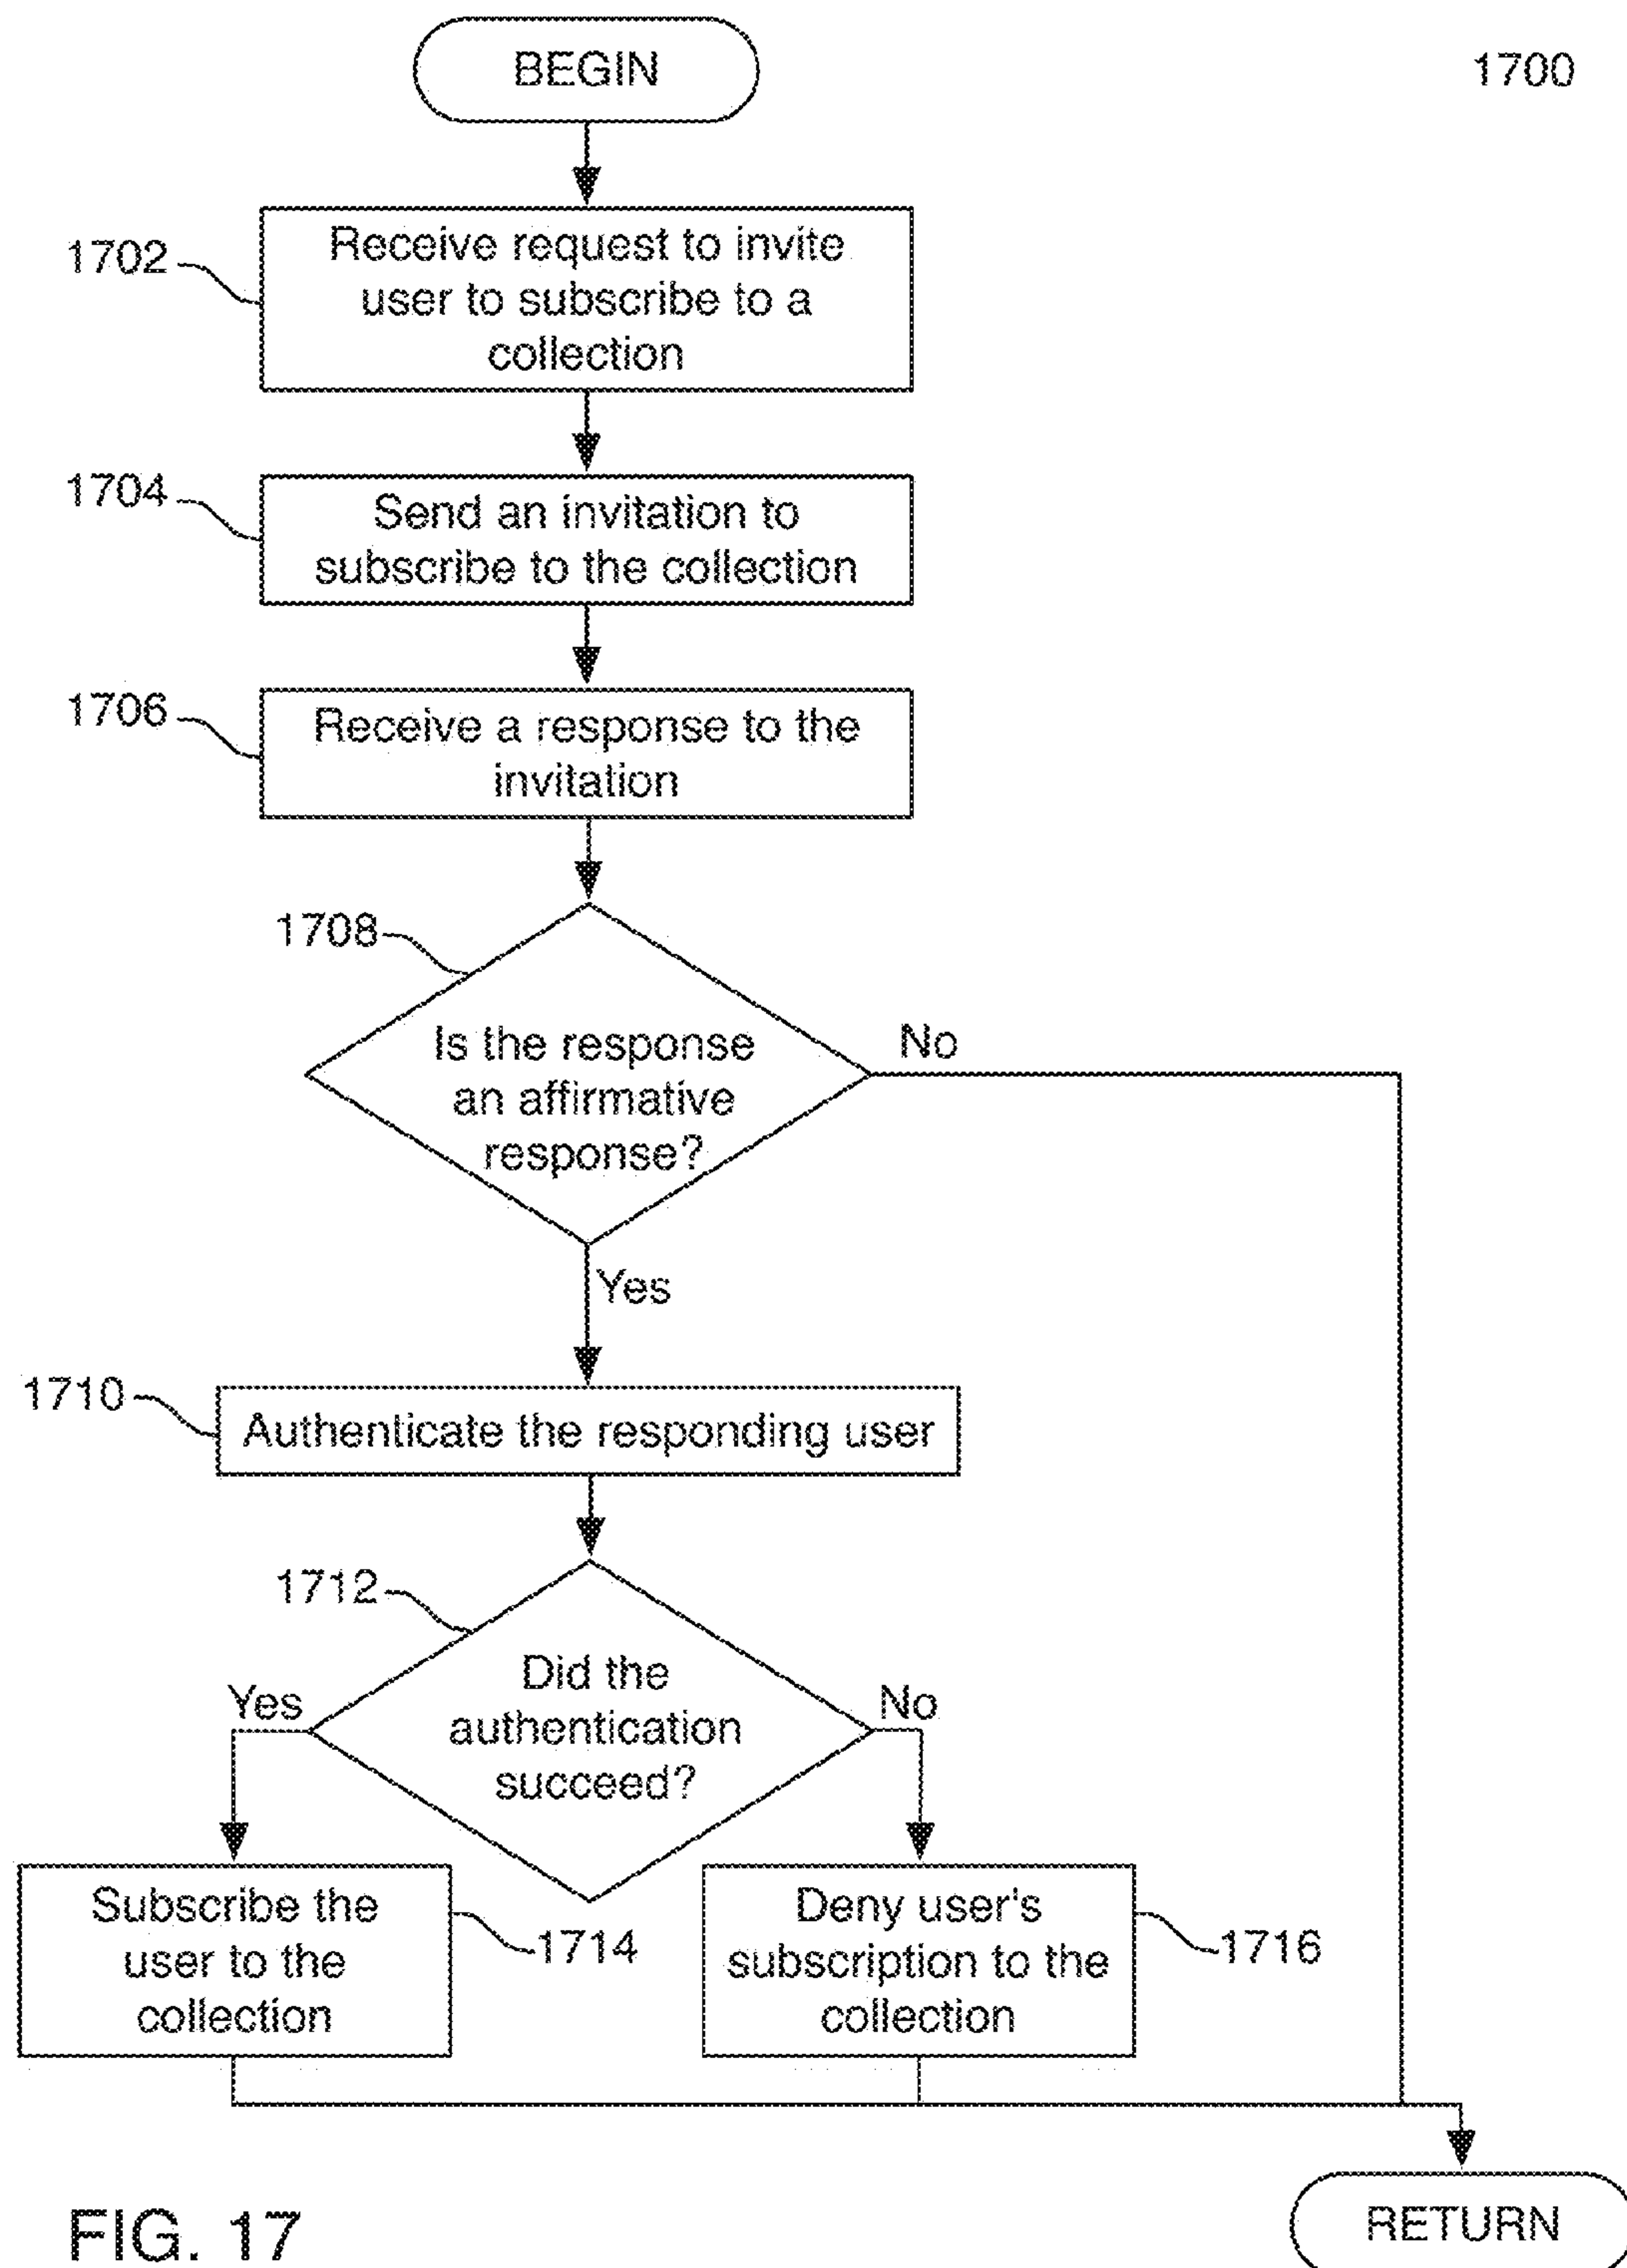 BEGIN
1700
1702
Receive request to invite
user to subscribe to a
collection
1704
Send an invitation to
subscribe to the collection
1706
Receive a response to the
invitation
1708
Is the response
an affirmative
response?
No
Yes
1710
Authenticate the responding user
1712
Did the
authentication
succeed?
Yes
No
Subscribe the
user to the
collection
1714
Deny user's
subscription to the
collection
1716
RETURN
FIG. 17